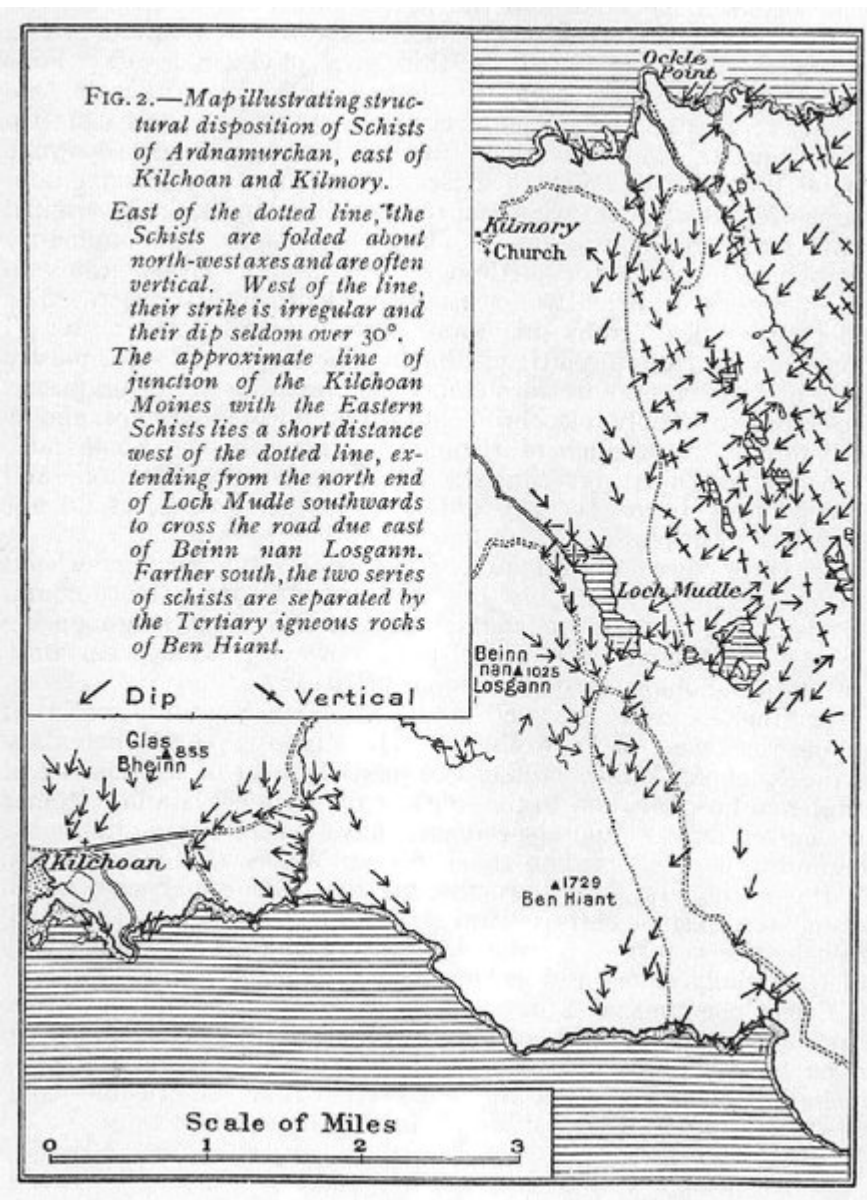 FIG. 2.—Map illustrating struc-
tural disposition of Schists
of Ardnamurchan, east of
Kilchoan and Kilmory.
East of the dotted line, the
Schists are folded about
north-west axes and are often
vertical. West of the line,
their strike is irregular and
their dip seldom over 30°.
The approximate line of
junction of the Kilchoan
Moines with the Eastern
Schists lies a short distance
west of the dotted line, ex-
tending from the north end
of Loch Mudle southwards
to cross the road due east
of Beinn nan Losgann.
Farther south, the two series
of schists are separated by
the Tertiary igneous rocks
of Ben Hiant.
Dip Vertical
Ockle
Point
Kilmory
Church
Loch Mudle
Beinn
nan 1025
Losgann
Glas 855
Bheinn
Kilchoan
1729
Ben Hiant
Scale of Miles
0 1 2 3